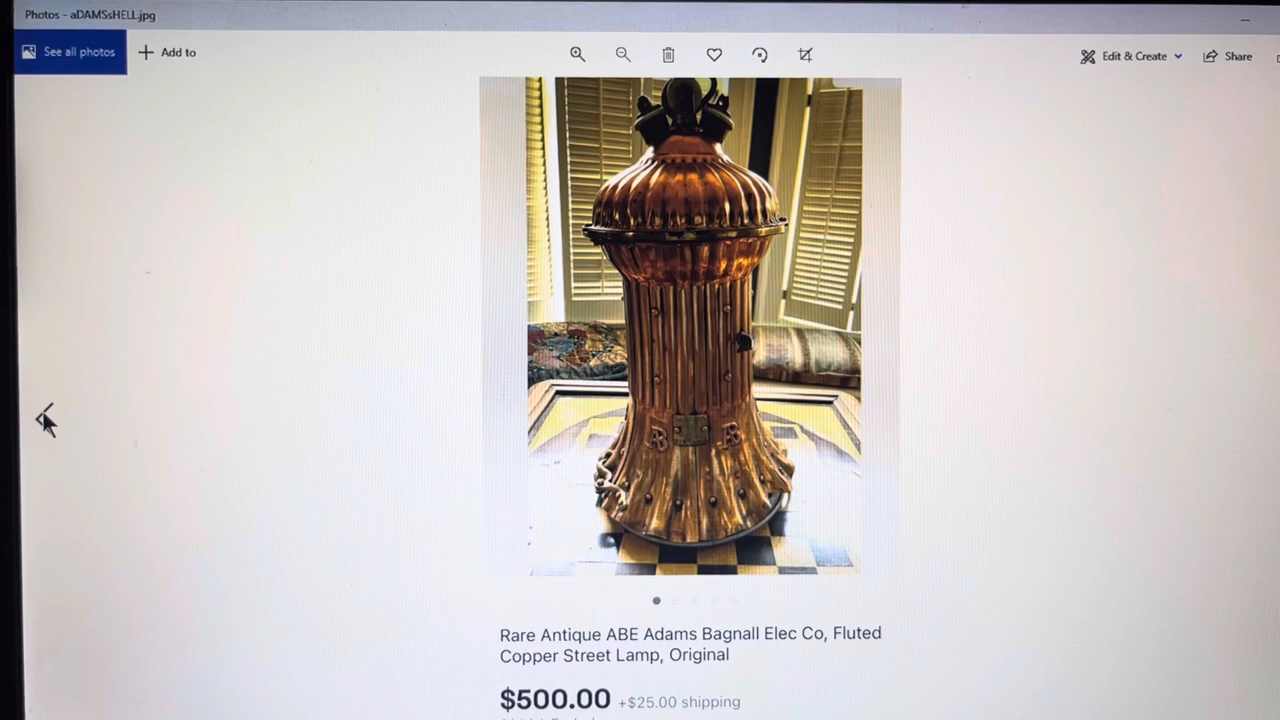 Photos - aDAMSsHELL.jpg
See all photos
Add to
Edit & Create
Share
B B
Rare Antique ABE Adams Bagnall Elec Co, Fluted
Copper Street Lamp, Original
$500.00 +$25.00 shipping